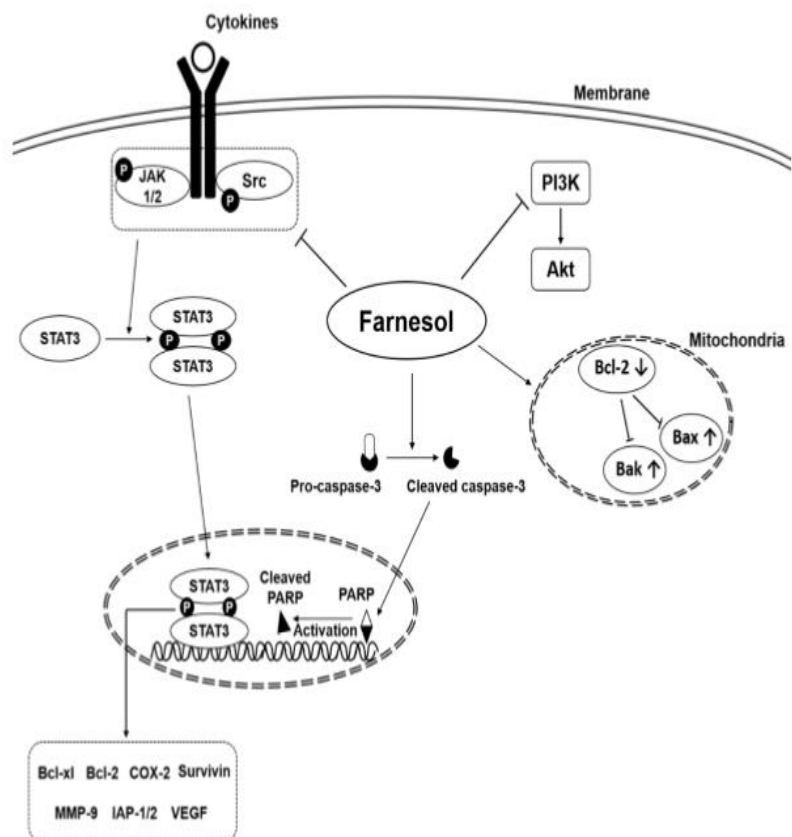 Cytokines
Membrane
P
JAK
1/2
Src
P
PI3K
Akt
Farnesol
STAT3
STAT3
P
P
STAT3
Mitochondria
Bcl-2 ↓
Bax ↑
Bak ↑
Pro-caspase-3
Cleaved caspase-3
STAT3
P
P
STAT3
Cleaved
PARP
PARP
Activation
Bcl-xl Bcl-2 COX-2 Survivin
MMP-9 IAP-1/2 VEGF